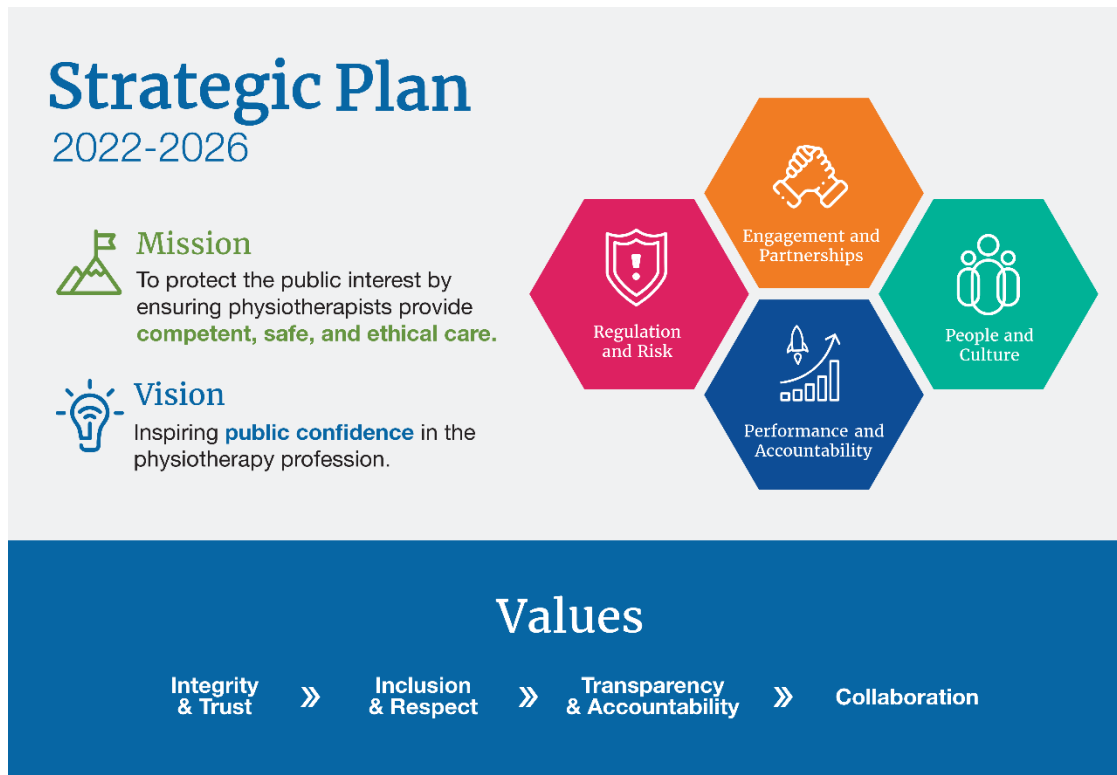 Strategic Plan
2022-2026
Mission
To protect the public interest by
ensuring physiotherapists provide
competent, safe, and ethical care.
Vision
Inspiring public confidence in the
physiotherapy profession.
Engagement and
Partnerships
Regulation
and Risk
People and
Culture
Performance and
Accountability
Values
Integrity
& Trust
»
Inclusion
& Respect
»
Transparency
& Accountability
»
Collaboration